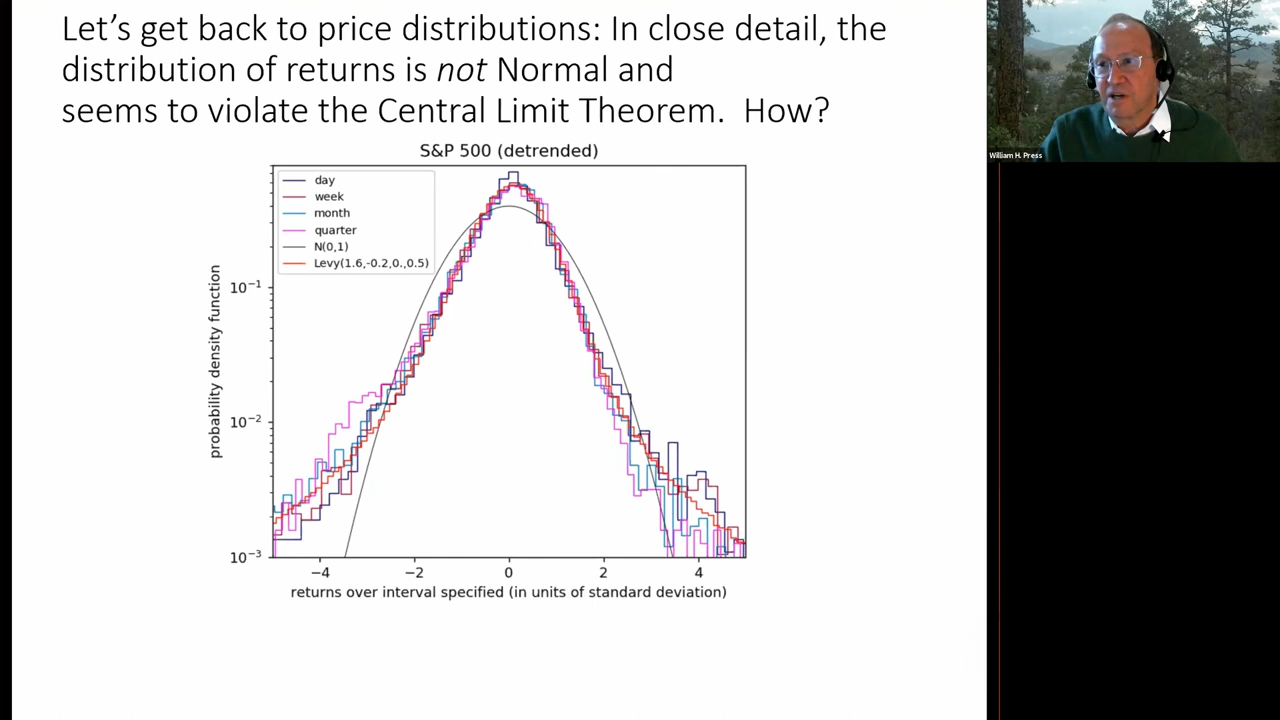 Let's get back to price distributions: In close detail, the
distribution of returns is not Normal and
seems to violate the Central Limit Theorem.  How?
William H. Press
S&P 500 (detrended)
day
week
month
quarter
N(0,1)
Levy(1.6,-0.2,0.,0.5)
probability density function
10⁻¹
10⁻²
10⁻³
−4
−2
0
2
4
returns over interval specified (in units of standard deviation)